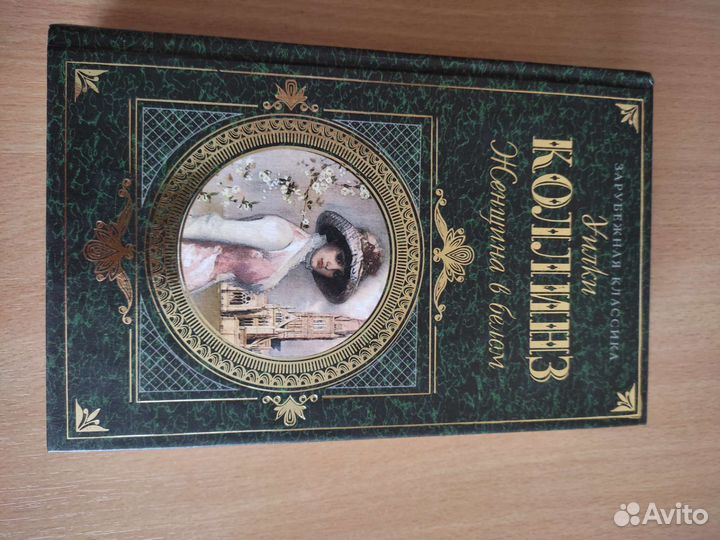 ЗАРУБЕЖНАЯ КЛАССИКА
Уилки
КОЛЛИНЗ
Женщина в белом
Avito